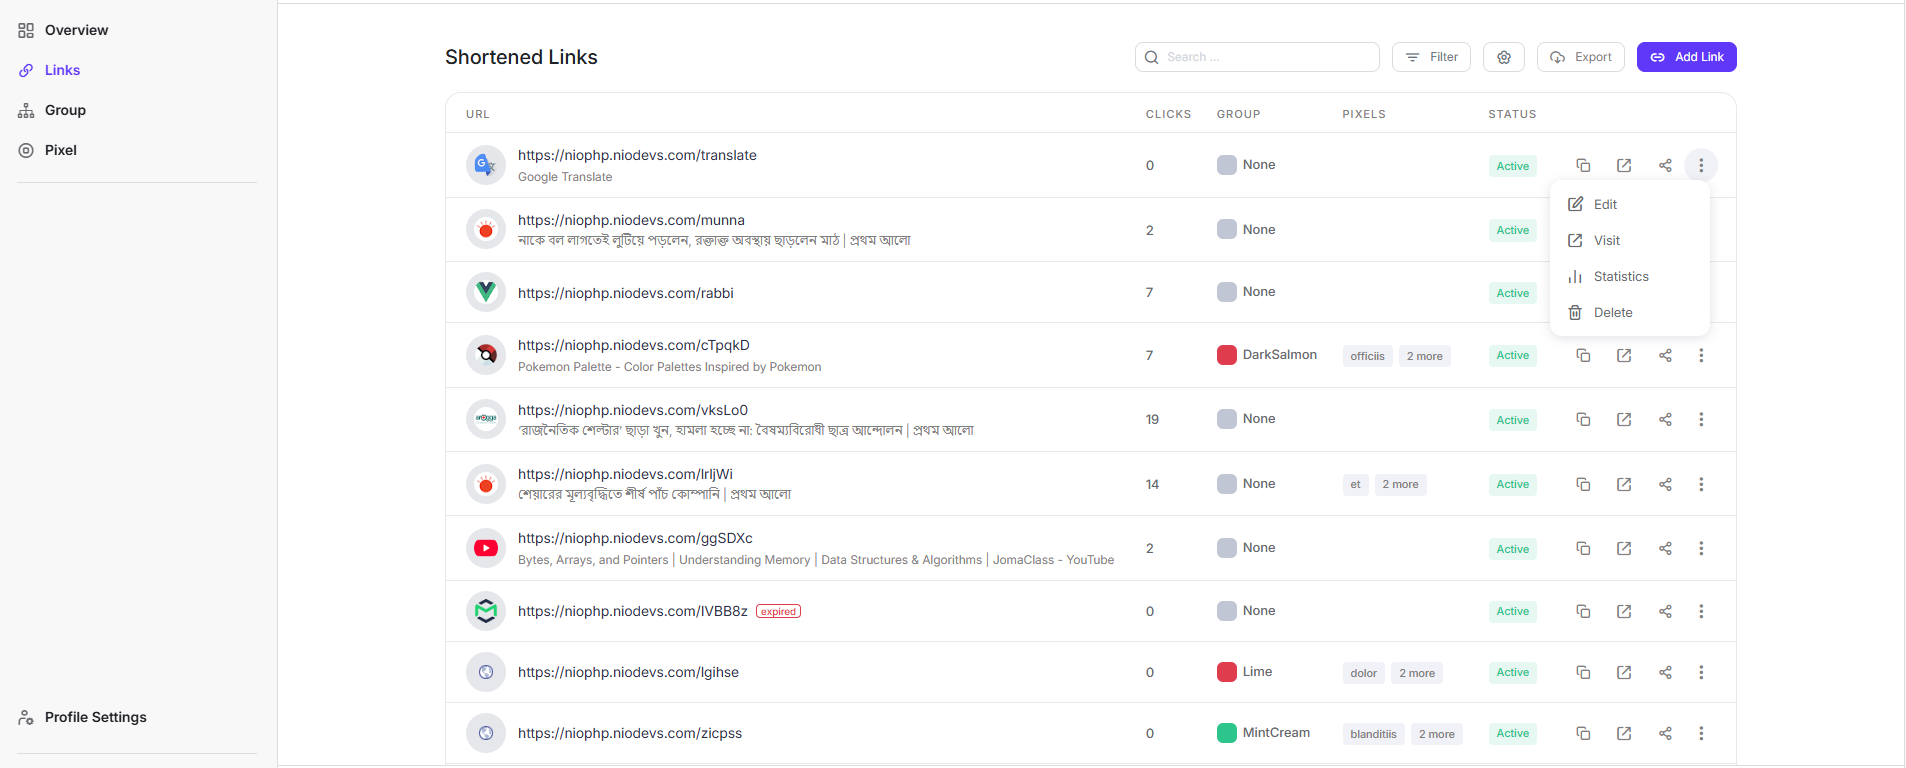 Overview
Links
Group
Pixel
Profile Settings
Shortened Links
Search ...
Filter
Export
Add Link
URL CLICKS GROUP PIXELS STATUS
https://niophp.niodevs.com/translate
Google Translate
0 None Active
Edit
Visit
Statistics
Delete
https://niophp.niodevs.com/munna
নাকে বল লাগতেই লুটিয়ে পড়লেন, রক্তাক্ত অবস্থায় ছাড়লেন মাঠ | প্রথম আলো
2 None Active
https://niophp.niodevs.com/rabbi
7 None Active
https://niophp.niodevs.com/cTpqkD
Pokemon Palette - Color Palettes Inspired by Pokemon
7 DarkSalmon officiis 2 more Active
https://niophp.niodevs.com/vksLo0
'রাজনৈতিক শেল্টার' ছাড়া খুন, হামলা হচ্ছে না: বৈষম্যবিরোধী ছাত্র আন্দোলন | প্রথম আলো
19 None Active
https://niophp.niodevs.com/lrIjWi
শেয়ারের মূল্যবৃদ্ধিতে শীর্ষ পাঁচ কোম্পানি | প্রথম আলো
14 None et 2 more Active
https://niophp.niodevs.com/ggSDXc
Bytes, Arrays, and Pointers | Understanding Memory | Data Structures & Algorithms | JomaClass - YouTube
2 None Active
https://niophp.niodevs.com/IVBB8z expired
0 None Active
https://niophp.niodevs.com/lgihse
0 Lime dolor 2 more Active
https://niophp.niodevs.com/zicpss
0 MintCream blanditiis 2 more Active